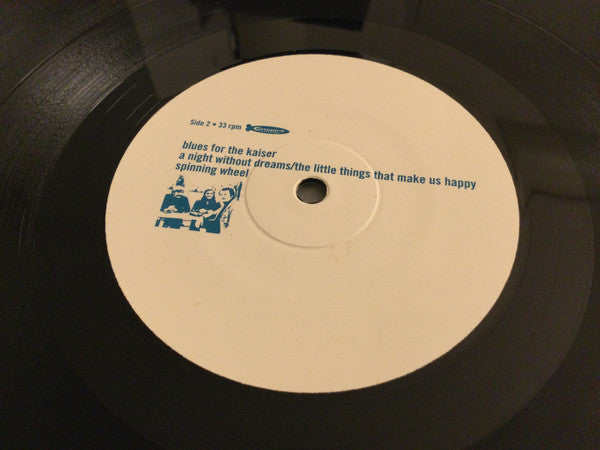 Side 2 • 33 rpm
blues for the kaiser
a night without dreams/the little things that make us happy
spinning wheel